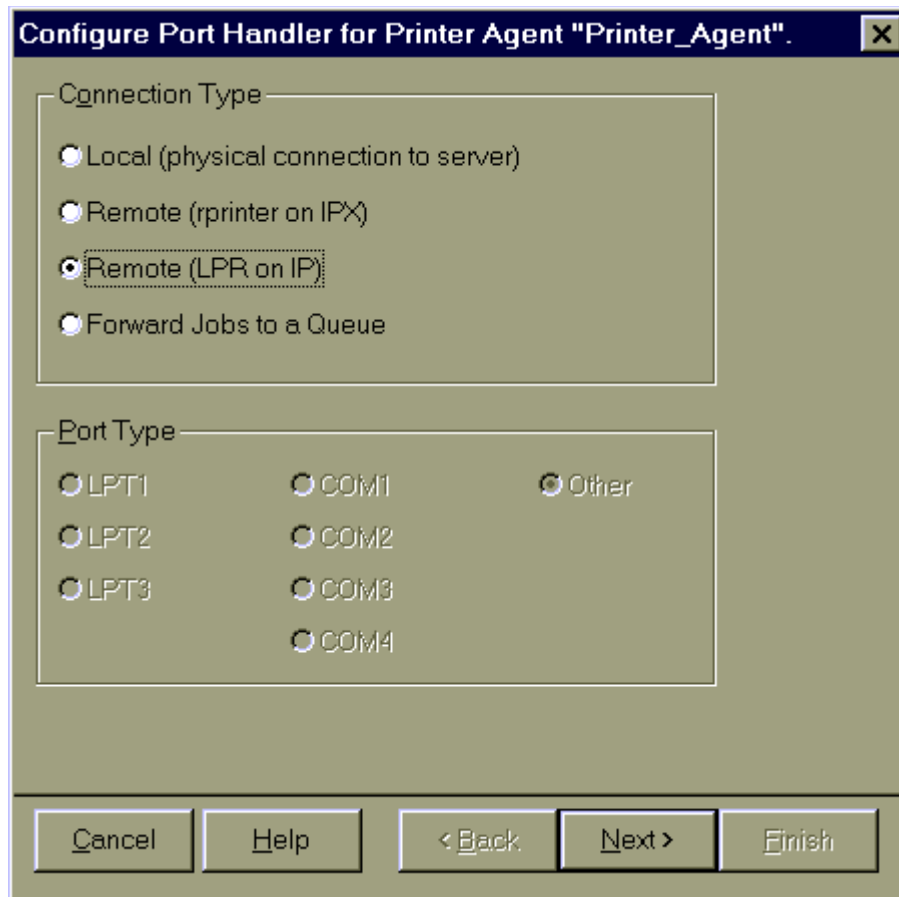 Configure Port Handler for Printer Agent "Printer_Agent".
Connection Type
Local (physical connection to server)
Remote (rprinter on IPX)
Remote (LPR on IP)
Forward Jobs to a Queue
Port Type
LPT1 COM1 Other
LPT2 COM2
LPT3 COM3
COM4
Cancel Help < Back Next > Finish